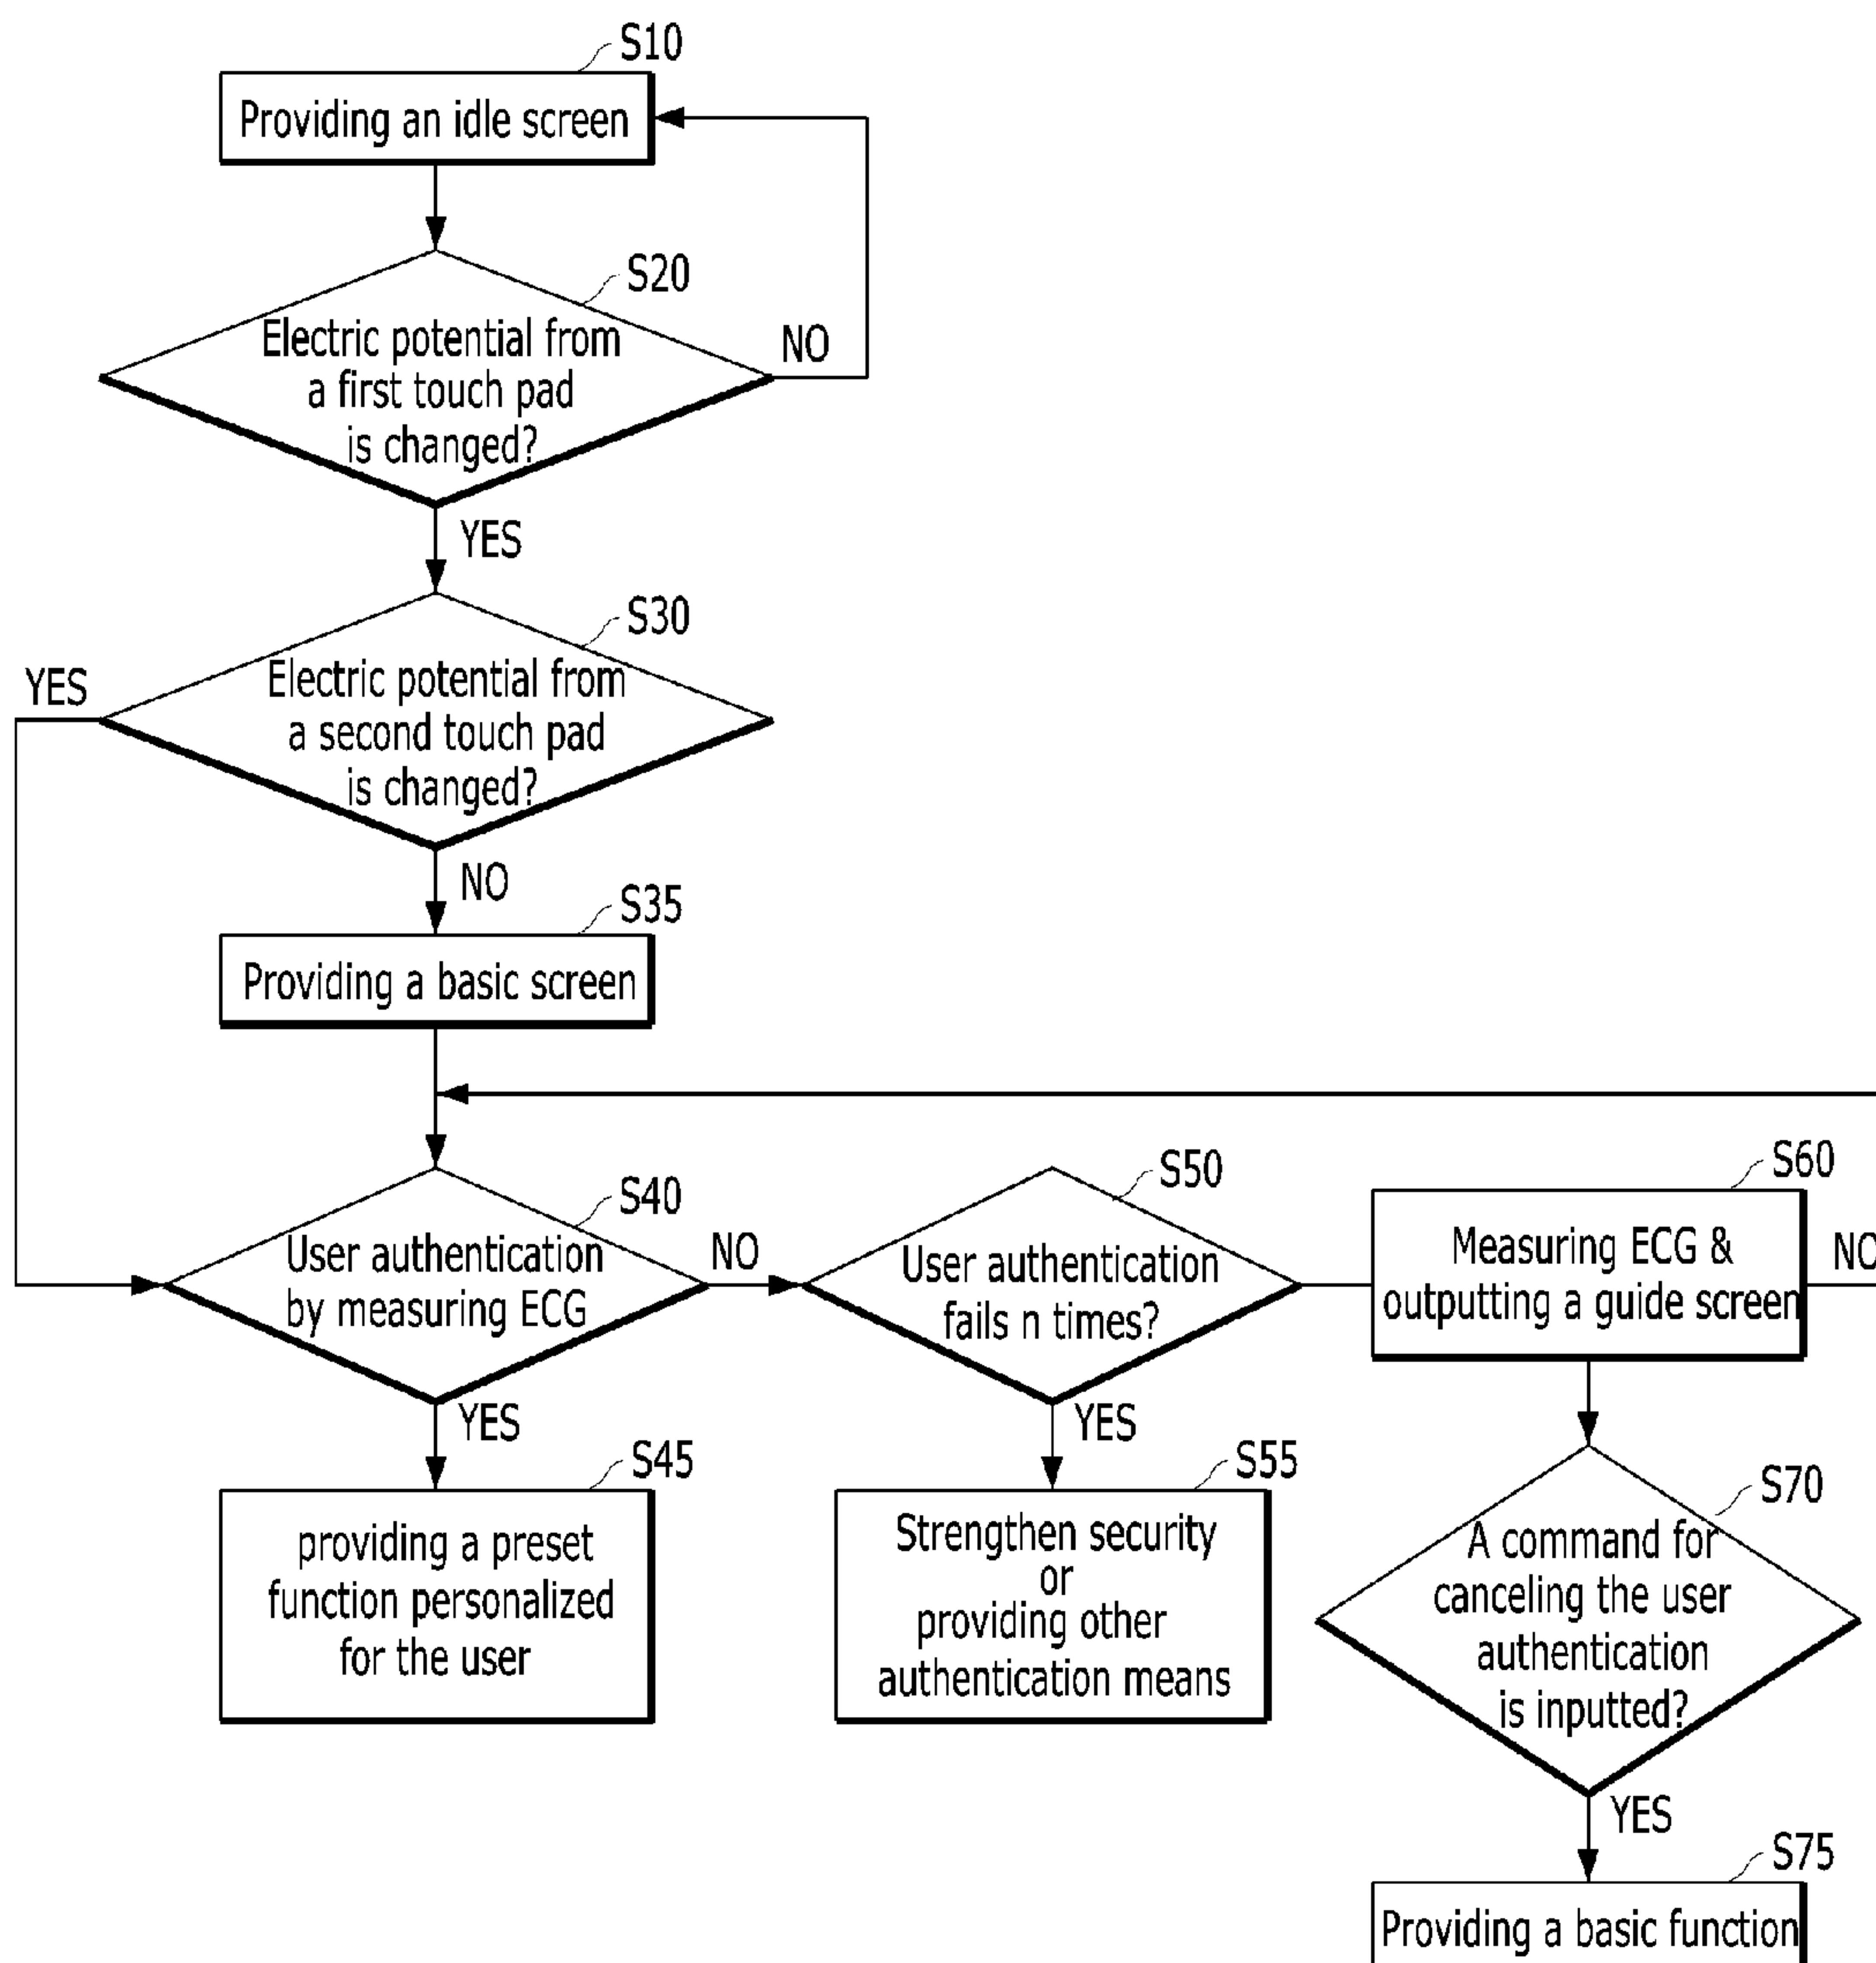 S10
Providing an idle screen
S20
Electric potential from
a first touch pad
is changed?
NO
YES
S30
YES
Electric potential from
a second touch pad
is changed?
NO
S35
Providing a basic screen
S40
User authentication
by measuring ECG
NO
YES
S50
User authentication
fails n times?
YES
S60
Measuring ECG &
outputting a guide screen
NO
S45
providing a preset
function personalized
for the user
S55
Strengthen security
or
providing other
authentication means
S70
A command for
canceling the user
authentication
is inputted?
YES
S75
Providing a basic function